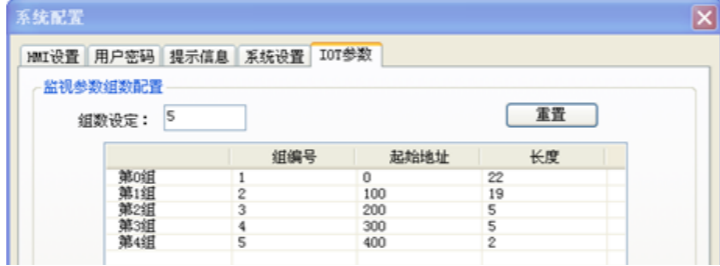 系统配置
HMI设置 用户密码 提示信息 系统设置 IOT参数
监视参数组数配置
组数设定： 5 重置
组编号 起始地址 长度
第0组 1 0 22
第1组 2 100 19
第2组 3 200 5
第3组 4 300 5
第4组 5 400 2